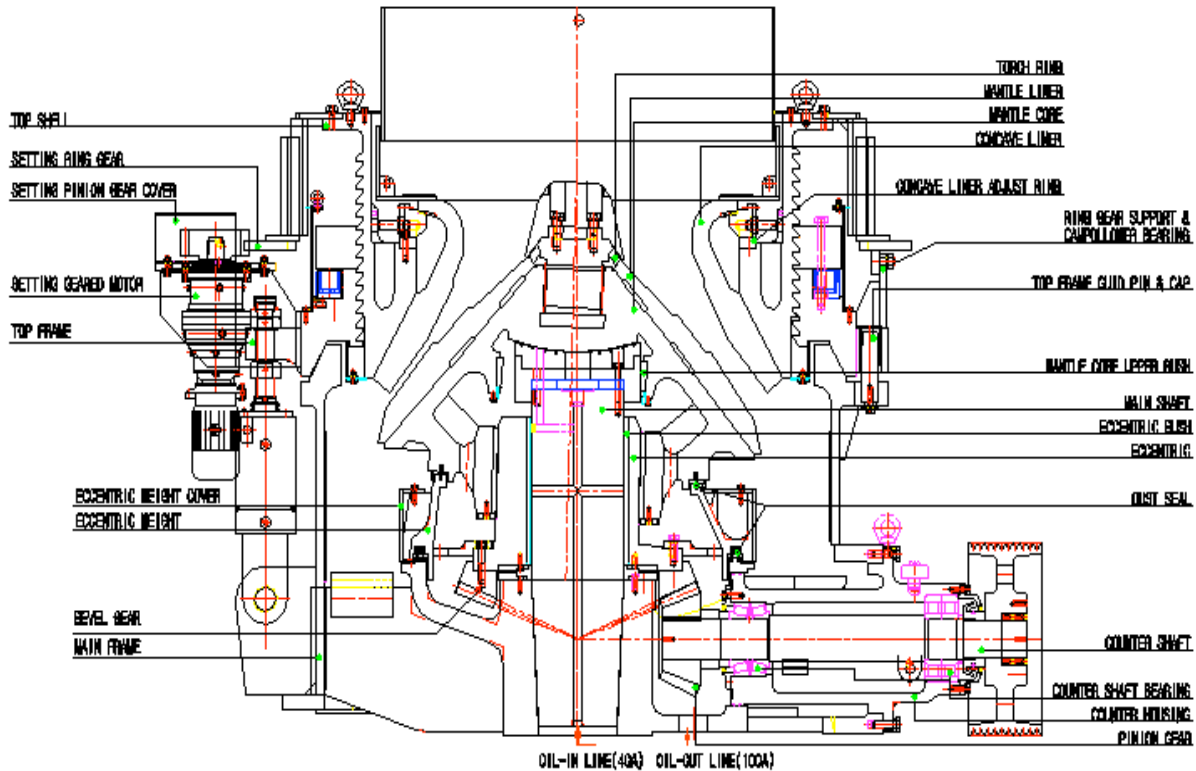 TOP SHELL
SETTING RING GEAR
SETTING PINION GEAR COVER
SETTING GEARED MOTOR
TOP FRAME
ECCENTRIC WEIGHT COVER
ECCENTRIC WEIGHT
BEVEL GEAR
MAIN FRAME
TORCH RING
MANTLE LINER
MANTLE CORE
CONCAVE LINER
CONCAVE LINER ADJUST RING
RING GEAR SUPPORT &
CAMFOLLOWER BEARING
TOP FRAME GUID PIN & CAP
MANTLE CORE UPPER BUSH
MAIN SHAFT
ECCENTRIC BUSH
ECCENTRIC
DUST SEAL
COUNTER SHAFT
COUNTER SHAFT BEARING
COUNTER HOUSING
PINION GEAR
OIL-IN LINE(40A) OIL-OUT LINE(100A)